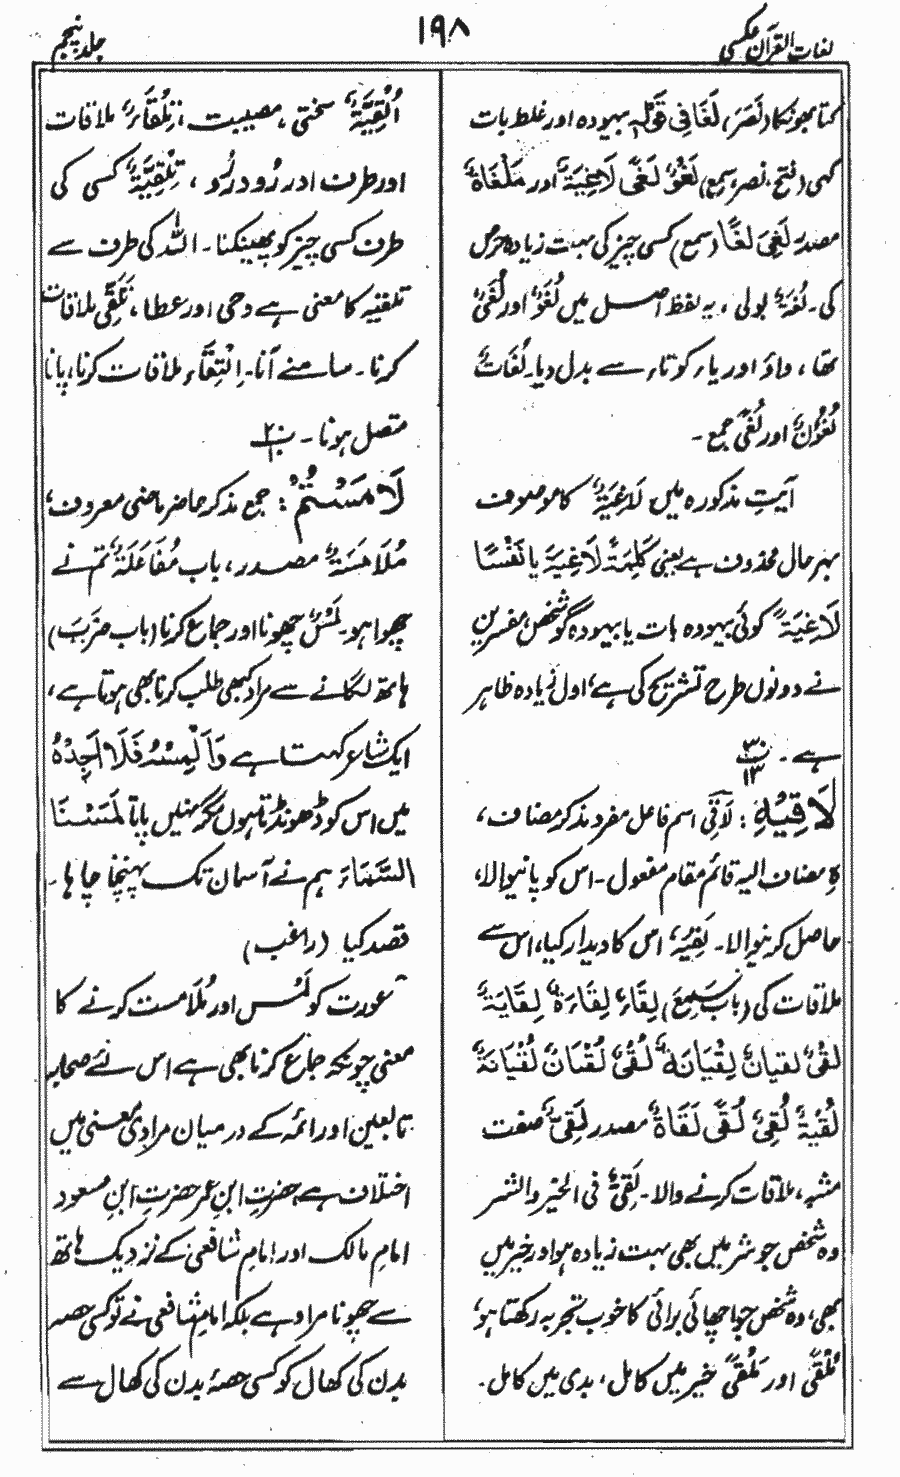 لغات القرآن عکسی
۱۹۸
جلد پنجم
کتا بھونکا (نَصَرَ) لَغَا فِی قَوْلِہٖ بیہودہ اور غلط بات
کہی (فتح، نصر، سمع) لَغْوٌ لَغًی لَاغِیَۃٌ اور مَلْغَاۃٌ
مصدر لَغِیَ لَغًا (سمع) کسی چیز کی بہت زیادہ حرص
کی۔ لُغَۃٌ بولی، یہ لفظ اصل میں لُغَوٌ اور لُغَیٌ
تھا، واؤ اور یاء کو تاء سے بدل دیا۔ لُغَاتٌ
لُغُوْنَ اور لُغًی جمع۔
آیتِ مذکورہ میں لَاغِیَۃٌ کا موصوف
بہر حال محذوف ہے یعنی کَلِمَۃً لَاغِیَۃً یا نَفْسًا
لَاغِیَۃً کوئی بیہودہ بات یا بیہودہ گو شخص، مفسرین
نے دونوں طرح تشریح کی ہے، اول زیادہ ظاہر
ہے۔ ۳۰/۱۳
لَاقِیْہِ: لَاقِی اسم فاعل مفرد مذکر مضاف،
ہٖ مضاف الیہ قائم مقام مفعول۔ اس کو پانیوالا،
حاصل کرنیوالا۔ لَقِیَہٗ، اس کا دیدار کیا، اس سے
ملاقات کی (باب سَمِعَ) لِقَاءٌ لِقَاءَۃٌ لِقَایَۃٌ
لقیٌ لقیانٌ لِقْیَانَۃٌ لُقِیٌّ لُقْیَانٌ لُقْیَانَۃٌ
لُقْیَۃٌ لُقِیٌ لُقًی لَقَاۃٌ مصدر لَقِیٌّ صفت
مشبہ، ملاقات کرنے والا۔ لَقِیٌّ فی الخیر والشر
وہ شخص جو شر میں بھی بہت زیادہ ہو اور خیر میں
بھی، وہ شخص جو اچھائی برائی کا خوب تجربہ رکھتا ہو،
مُلْقًی اور مَلْقِیٌّ خیر میں کامل، بدی میں کامل۔
اُلْقِیَّۃٌ، سختی، مصیبت، از تِلْقَاءٌ، ملاقات
اور طرف اور رُو در رُو، تَلْقِیَۃٌ کسی کی
طرف کسی چیز کو پھینکنا۔ اللہ کی طرف سے
تلقیہ کا معنی ہے وحی اور عطا، تَلَقِّی ملاقات
کرنا۔ سامنے آنا۔ اِلْتِقَاء ملاقات کرنا، پانا
متصل ہونا۔
لَامَسْتُمْ: جمع مذکر حاضر ماضی معروف،
مُلَامَسَۃٌ مصدر، باب مُفَاعَلَۃٌ تم نے
چھوا ہو۔ لَمْسٌ چھونا اور جماع کرنا (باب ضَرَبَ)
ہاتھ لگانے سے مراد کبھی طلب کرنا بھی ہوتا ہے،
ایک شاعر کہتا ہے وَاَلْمِسُہٗ فَلَا اَجِدُہٗ
میں اس کو ڈھونڈتا ہوں مگر نہیں پاتا لَمَسْنَا
السَّمَاءَ ہم نے آسمان تک پہنچنا چاہا۔
قصد کیا (راغب)
عورت کو لَمْس اور مُلَامست کرنے کا
معنی چونکہ جماع کرنا بھی ہے اس لئے صحابہ
تابعین اور ائمہ کے درمیان مرادی معنی میں
اختلاف ہے، حضرت ابنِ عمر حضرتِ ابنِ مسعود
امامِ مالک اور امامِ شافعی کے نزدیک ہاتھ
سے چھونا مراد ہے بلکہ امامِ شافعی نے تو کسی حصہ
بدن کی کھال کو کسی حصۂ بدن کی کھال سے